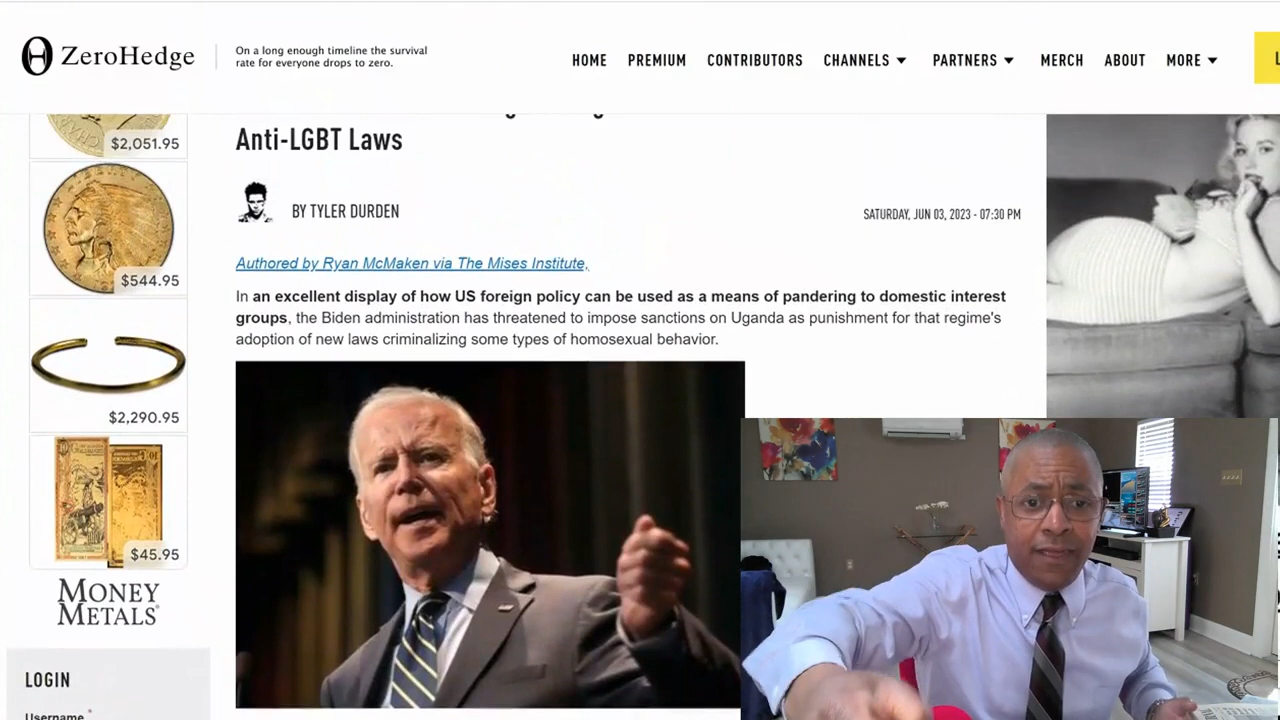 ZeroHedge
On a long enough timeline the survival
rate for everyone drops to zero.
HOME PREMIUM CONTRIBUTORS CHANNELS PARTNERS MERCH ABOUT MORE
Anti-LGBT Laws
BY TYLER DURDEN
SATURDAY, JUN 03, 2023 - 07:30 PM
Authored by Ryan McMaken via The Mises Institute,
In an excellent display of how US foreign policy can be used as a means of pandering to domestic interest
groups, the Biden administration has threatened to impose sanctions on Uganda as punishment for that regime's
adoption of new laws criminalizing some types of homosexual behavior.
$2,051.95
$544.95
$2,290.95
$45.95
MONEY
METALS
LOGIN
Username *